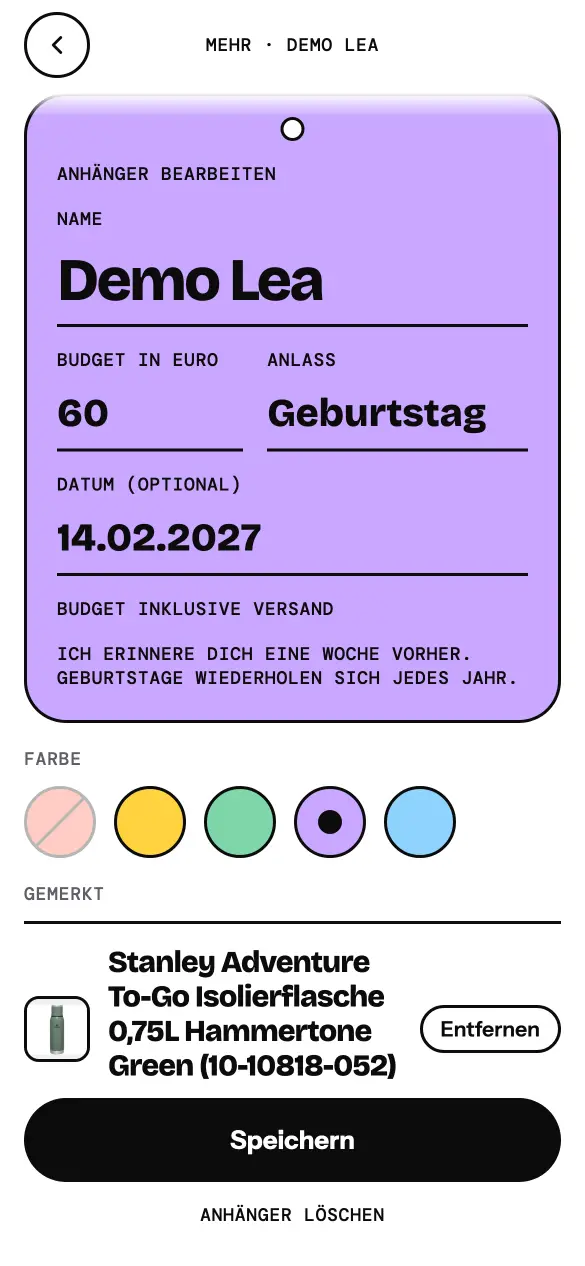 MEHR · DEMO LEA
ANHÄNGER BEARBEITEN
NAME
Demo Lea
BUDGET IN EURO
ANLASS
60
Geburtstag
DATUM (OPTIONAL)
14.02.2027
BUDGET INKLUSIVE VERSAND
ICH ERINNERE DICH EINE WOCHE VORHER.
GEBURTSTAGE WIEDERHOLEN SICH JEDES JAHR.
FARBE
GEMERKT
Stanley Adventure
To-Go Isolierflasche
0,75L Hammertone
Green (10-10818-052)
Entfernen
Speichern
ANHÄNGER LÖSCHEN